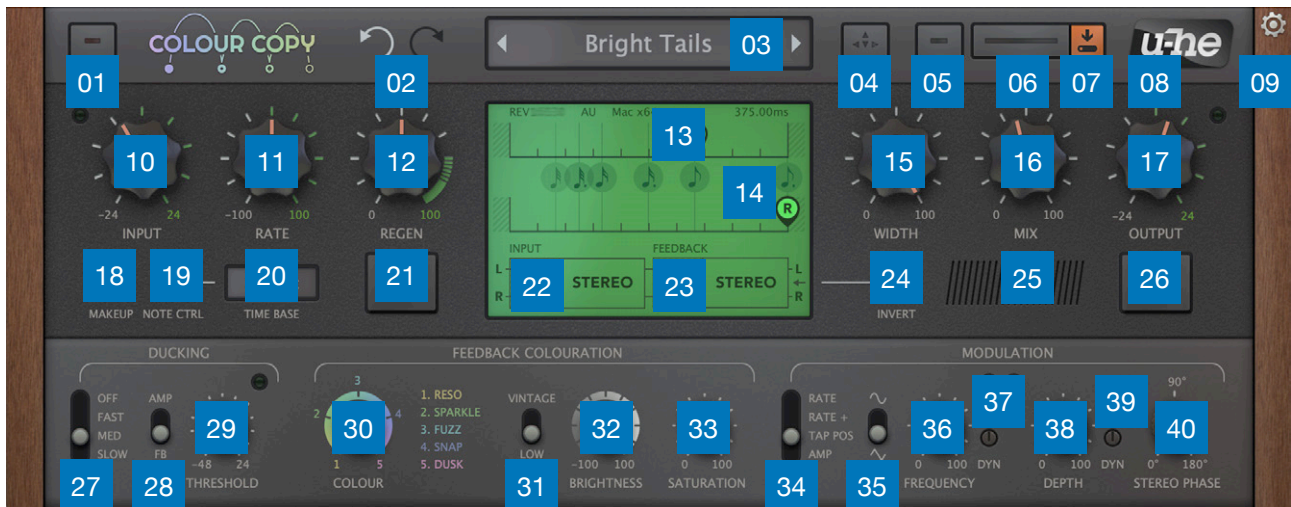 COLOUR COPY
Bright Tails
03
u-he
01
02
04
05
06
07
08
09
REV
AU
Mac x6
375.00ms
13
10
11
12
14
15
16
17
R
-24
24
-100
100
0
100
0
100
0
100
-24
24
INPUT
RATE
REGEN
WIDTH
MIX
OUTPUT
INPUT
FEEDBACK
18
19
20
21
L
R
22
STEREO
23
STEREO
L
R
24
25
26
MAKEUP
NOTE CTRL
TIME BASE
INVERT
DUCKING
FEEDBACK COLOURATION
MODULATION
OFF
FAST
MED
SLOW
27
AMP
FB
28
29
-48
24
THRESHOLD
1
2
3
4
5
30
COLOUR
1. RESO
2. SPARKLE
3. FUZZ
4. SNAP
5. DUSK
VINTAGE
LOW
31
32
-100
100
BRIGHTNESS
33
0
100
SATURATION
RATE
RATE +
TAP POS
AMP
34
35
36
0
100
FREQUENCY
37
DYN
38
0
100
DEPTH
39
DYN
90°
40
0°
180°
STEREO PHASE